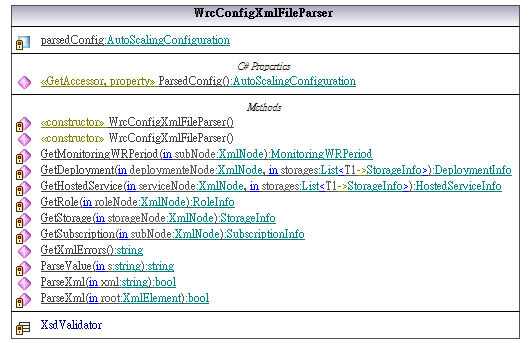 WrcConfigXmlFileParser
parsedConfig:AutoScalingConfiguration
C# Properties
«GetAccessor, property» ParsedConfig():AutoScalingConfiguration
Methods
«constructor» WrcConfigXmlFileParser()
«constructor» WrcConfigXmlFileParser()
GetMonitoringWRPeriod(in subNode:XmlNode):MonitoringWRPeriod
GetDeployment(in deploymenteNode:XmlNode, in storages:List<T1->StorageInfo>):DeploymentInfo
GetHostedService(in serviceNode:XmlNode, in storages:List<T1->StorageInfo>):HostedServiceInfo
GetRole(in roleNode:XmlNode):RoleInfo
GetStorage(in storageNode:XmlNode):StorageInfo
GetSubscription(in subNode:XmlNode):SubscriptionInfo
GetXmlErrors():string
ParseValue(in s:string):string
ParseXml(in xml:string):bool
ParseXml(in root:XmlElement):bool
XsdValidator